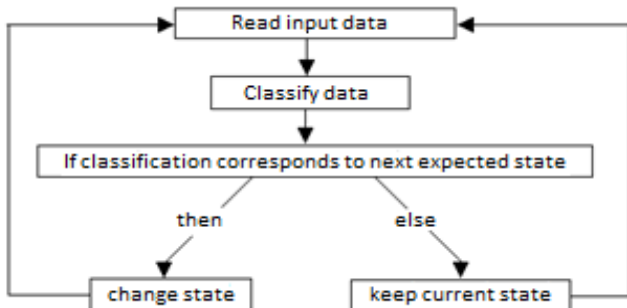 Read input data
Classify data
If classification corresponds to next expected state
then
else
change state
keep current state